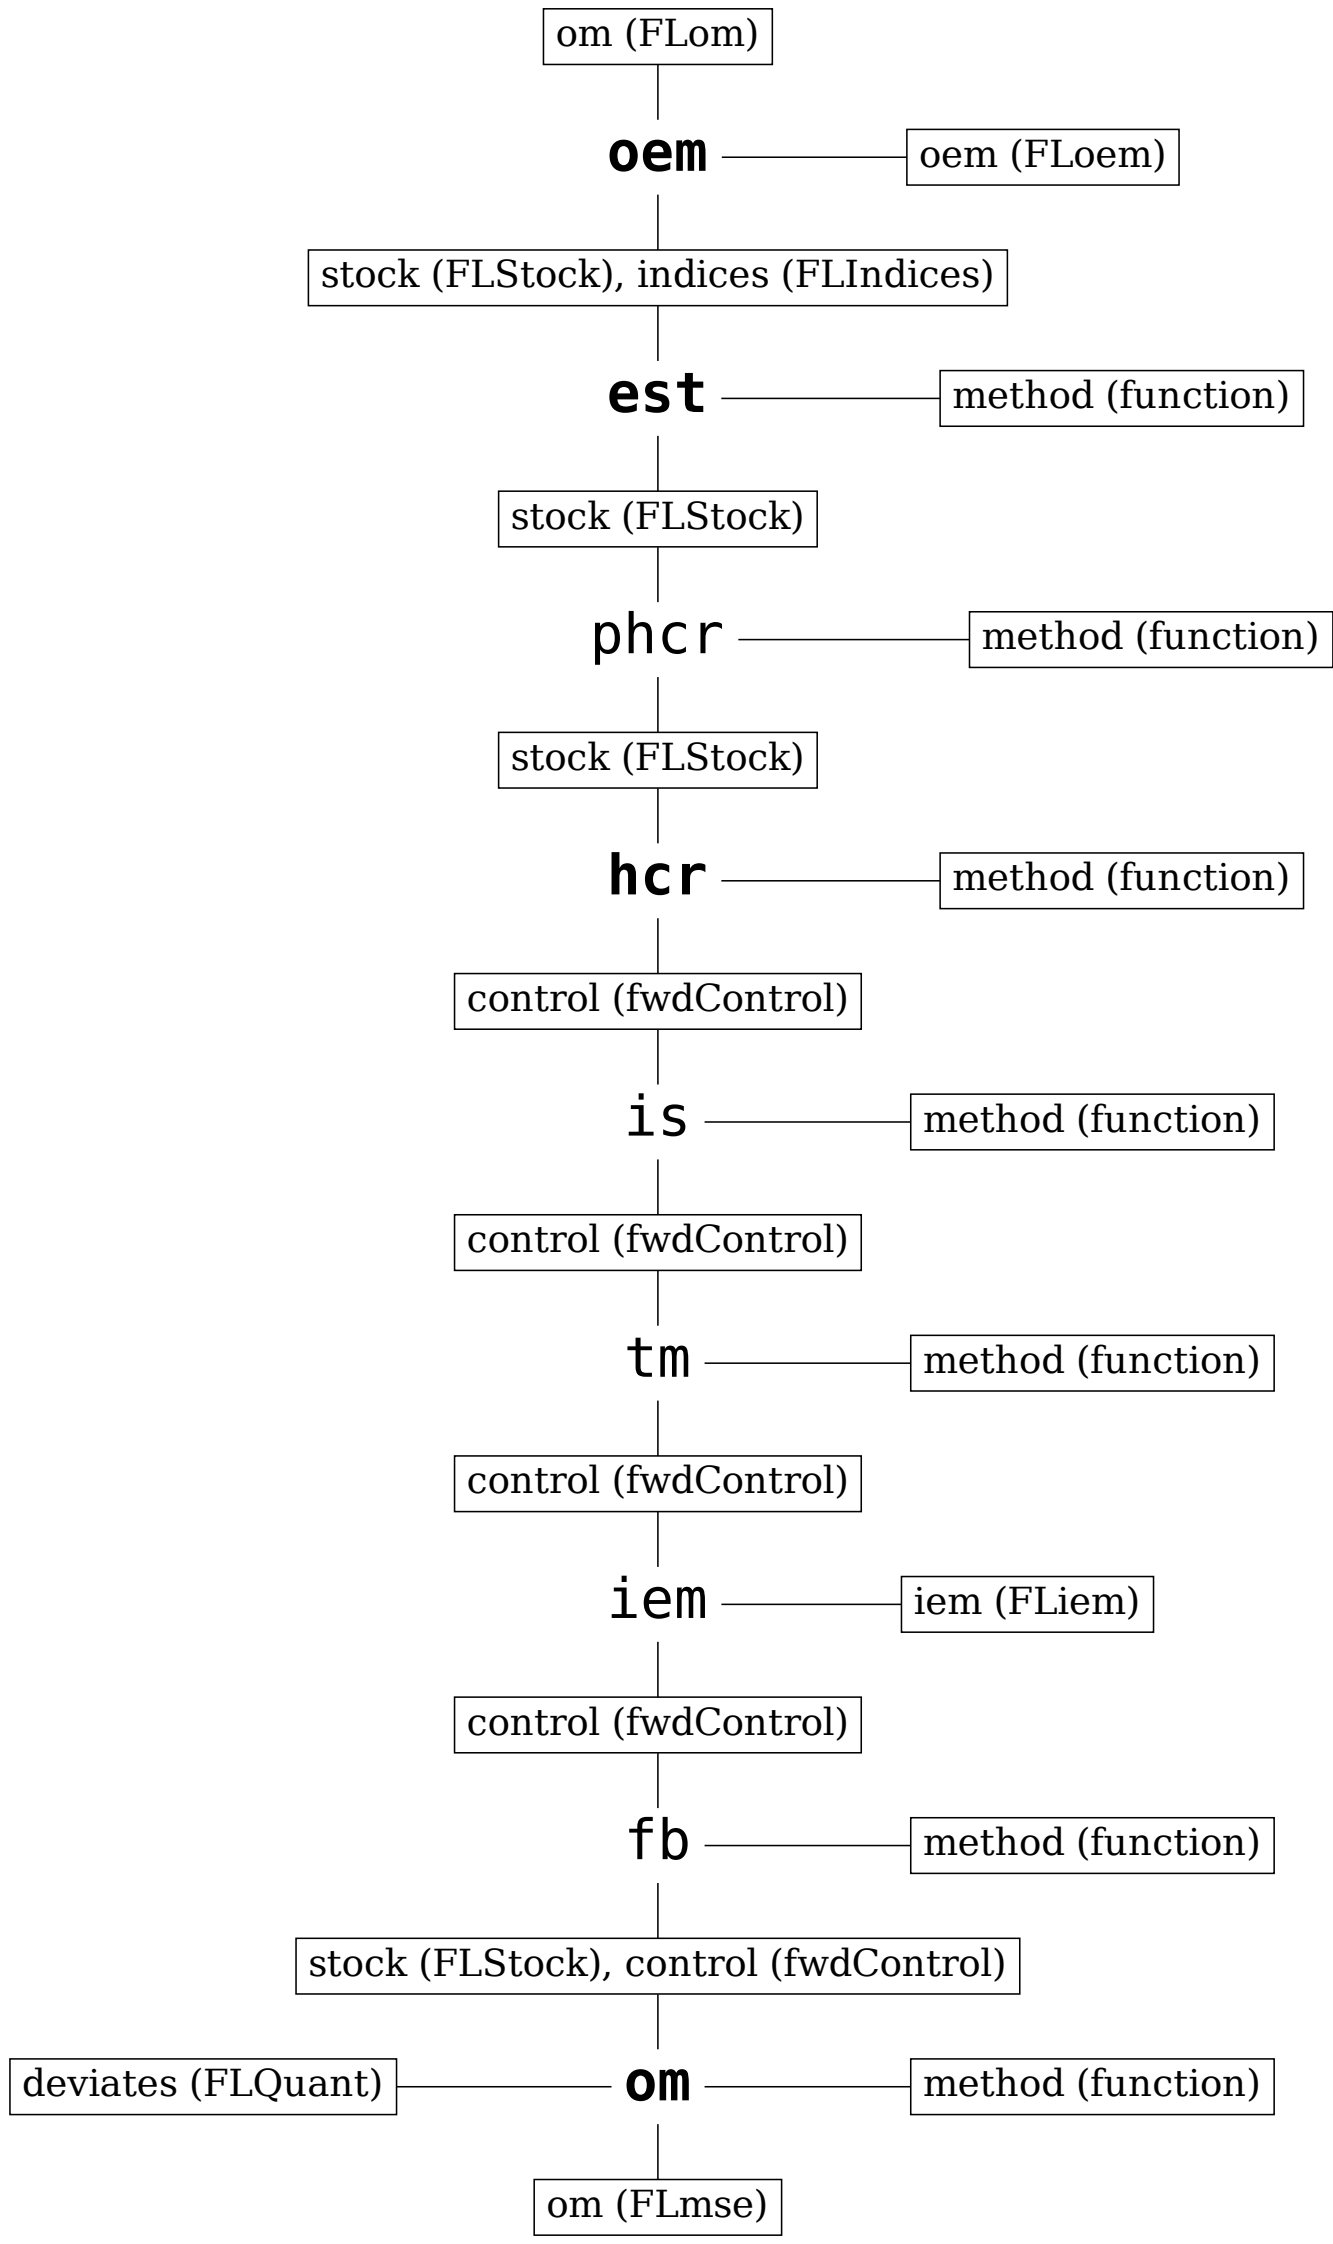 om (FLom)
oem
oem (FLoem)
stock (FLStock), indices (FLIndices)
est
method (function)
stock (FLStock)
phcr
method (function)
stock (FLStock)
hcr
method (function)
control (fwdControl)
is
method (function)
control (fwdControl)
tm
method (function)
control (fwdControl)
iem
iem (FLiem)
control (fwdControl)
fb
method (function)
stock (FLStock), control (fwdControl)
deviates (FLQuant)
om
method (function)
om (FLmse)